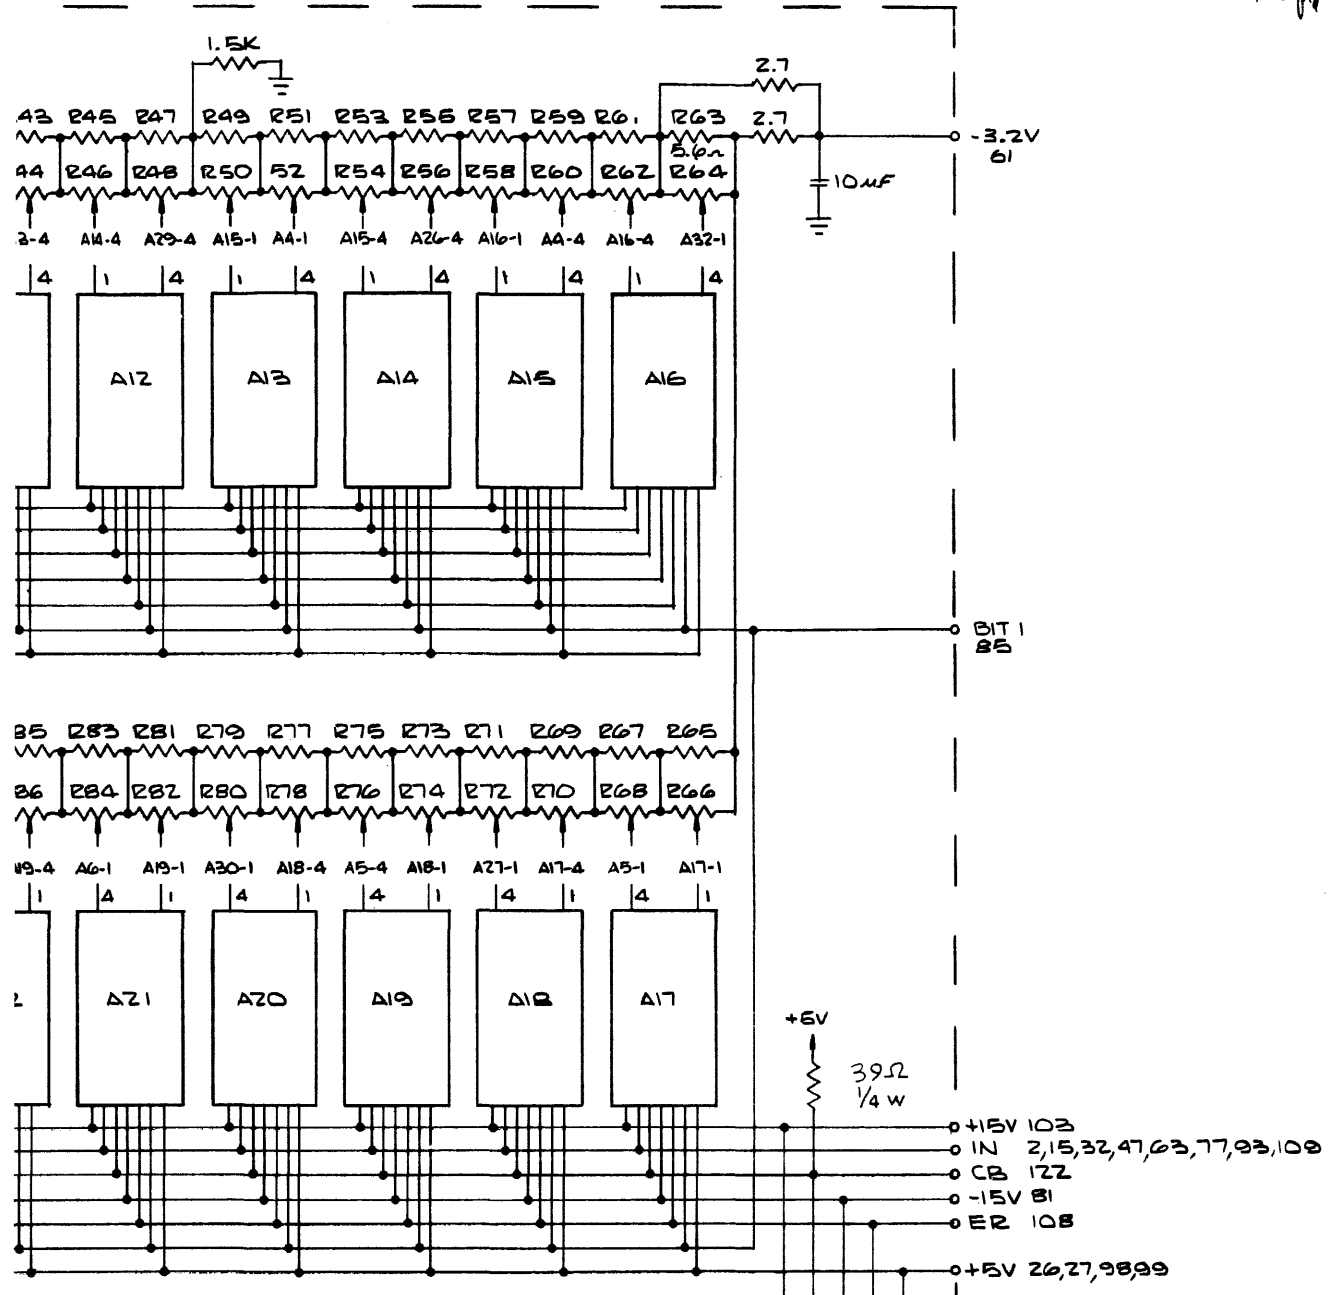 1.5K
2.7
43 R45 R47 R49 R51 R53 R55 R57 R59 R61 R63 2.7
-3.2V
5.6Ω
61
44 R46 R48 R50 52 R54 R56 R58 R60 R62 R64
10µF
3-4 A14-4 A29-4 A15-1 A4-1 A15-4 A26-4 A16-1 A4-4 A16-4 A32-1
4 1 4 1 4 1 4 1 4 1 4
A12 A13 A14 A15 A16
BIT 1
85
85 R83 R81 R79 R77 R75 R73 R71 R69 R67 R65
86 R84 R82 R80 R78 R76 R74 R72 R70 R68 R66
A19-4 A6-1 A19-1 A30-1 A18-4 A5-4 A18-1 A27-1 A17-4 A5-1 A17-1
1 4 1 4 1 4 1 4 1 4 1
2 A21 A20 A19 A18 A17
+5V
39Ω
1/4 W
+15V 103
IN 2,15,32,47,63,77,93,109
CB 122
-15V 81
ER 108
+5V 26,27,98,99